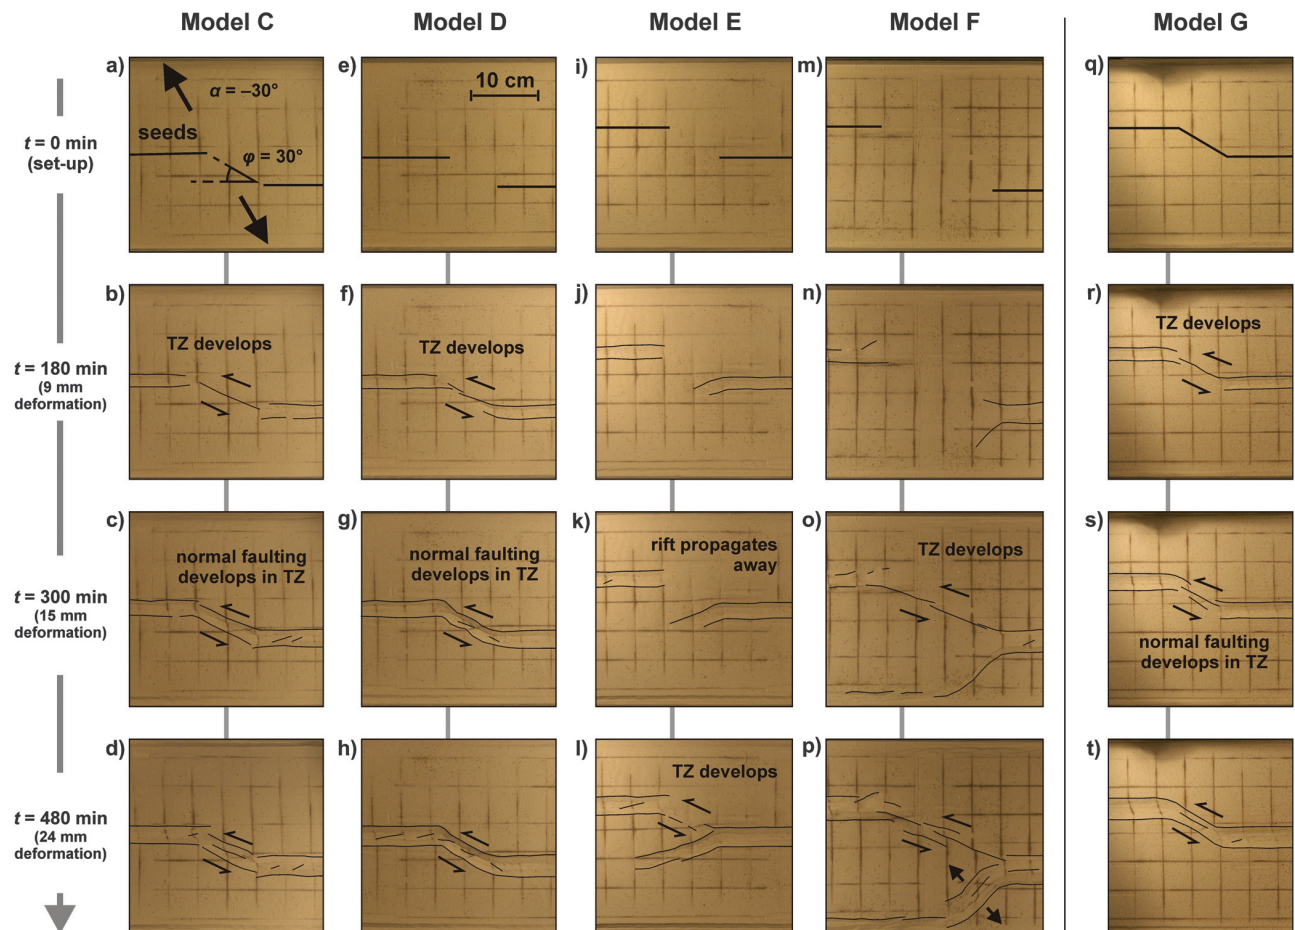 Model C
Model D
Model E
Model F
Model G
a)
e)
i)
m)
q)
t = 0 min
(set-up)
α = –30°
seeds
φ = 30°
10 cm
b)
f)
j)
n)
r)
t = 180 min
(9 mm
deformation)
TZ develops
TZ develops
TZ develops
c)
g)
k)
o)
s)
t = 300 min
(15 mm
deformation)
normal faulting
develops in TZ
normal faulting
develops in TZ
rift propagates
away
TZ develops
normal faulting
develops in TZ
d)
h)
l)
p)
t)
t = 480 min
(24 mm
deformation)
TZ develops